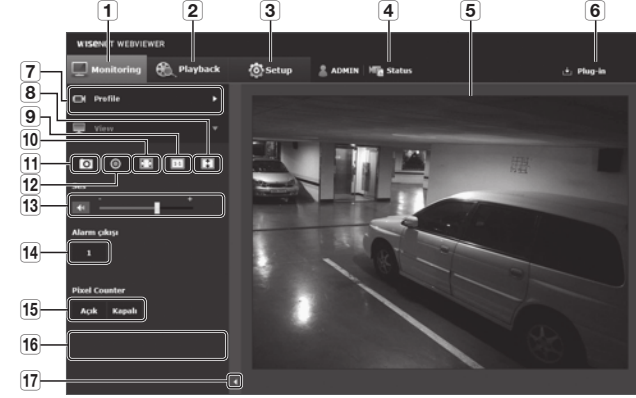 1 2 3 4 5 6
WISENET WEBVIEWER
Monitoring Playback Setup ADMIN Status Plug-in
7 Profile
8
View
9
10
11
12
Ses
13 - +
Alarm çıkışı
14 1
Pixel Counter
15 Açık Kapalı
16
17